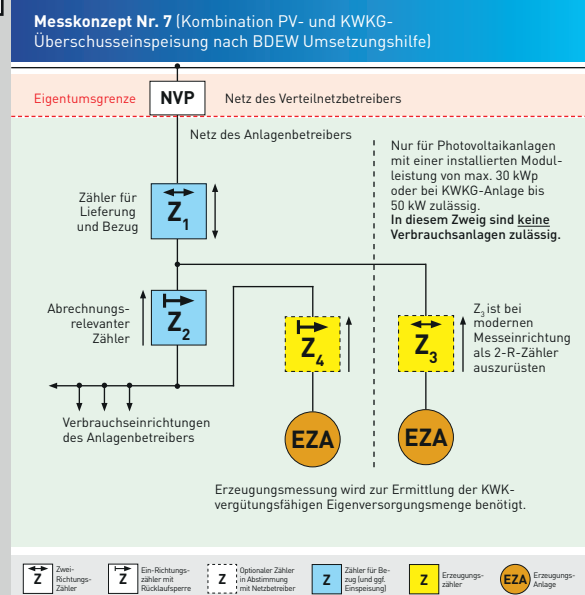 Messkonzept Nr. 7 (Kombination PV- und KWKG-
Überschusseinspeisung nach BDEW Umsetzungshilfe)
Eigentumsgrenze
NVP
Netz des Verteilnetzbetreibers
Netz des Anlagenbetreibers
Nur für Photovoltaikanlagen
mit einer installierten Modul-
leistung von max. 30 kWp
oder bei KWKG-Anlage bis
50 kW zulässig.
In diesem Zweig sind keine
Verbrauchsanlagen zulässig.
Zähler für
Lieferung
und Bezug
Z1
Abrechnungs-
relevanter
Zähler
Z2
Z4
Z3
Z3 ist bei
modernen
Messeinrichtung
als 2-R-Zähler
auszurüsten
Verbrauchseinrichtungen
des Anlagenbetreibers
EZA
EZA
Erzeugungsmessung wird zur Ermittlung der KWK-
vergütungsfähigen Eigenversorgungsmenge benötigt.
Z
Zwei-
Richtungs-
Zähler
Z
Ein-Richtungs-
zähler mit
Rücklaufsperre
Z
Optionaler Zähler
in Abstimmung
mit Netzbetreiber
Z
Zähler für Be-
zug (und ggf.
Einspeisung)
Z
Erzeugungs-
zähler
EZA
Erzeugungs-
Anlage